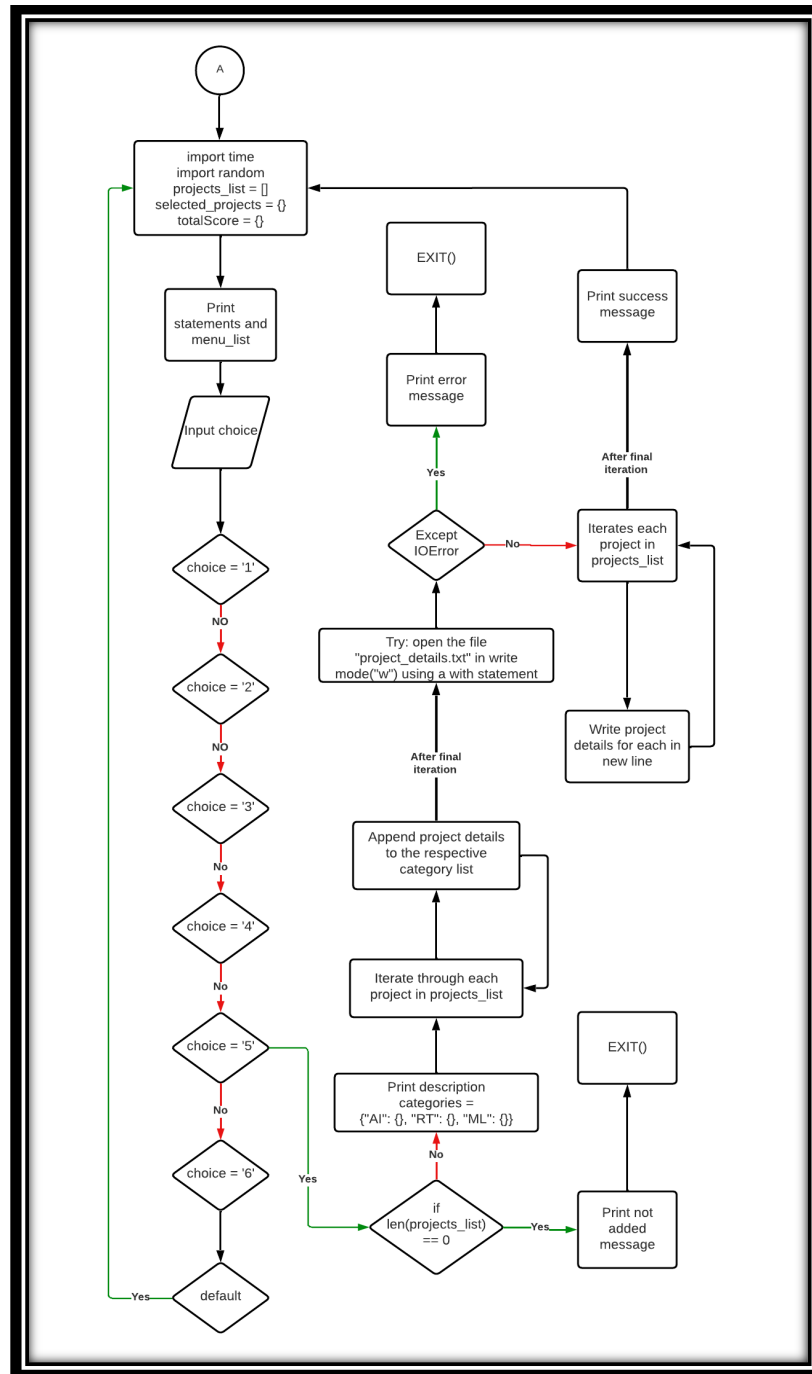 A
import time
import random
projects_list = []
selected_projects = {}
totalScore = {}
Print
statements and
menu_list
Input choice
choice = '1'
NO
choice = '2'
NO
choice = '3'
No
choice = '4'
No
choice = '5'
No
choice = '6'
default
Yes
Yes
if
len(projects_list)
== 0
Yes
Print not
added
message
EXIT()
No
Print description
categories =
{"AI": {}, "RT": {}, "ML": {}}
Iterate through each
project in projects_list
Append project details
to the respective
category list
After final
iteration
Try: open the file
"project_details.txt" in write
mode("w") using a with statement
Except
IOError
Yes
Print error
message
EXIT()
No
Iterates each
project in
projects_list
Write project
details for each in
new line
After final
iteration
Print success
message